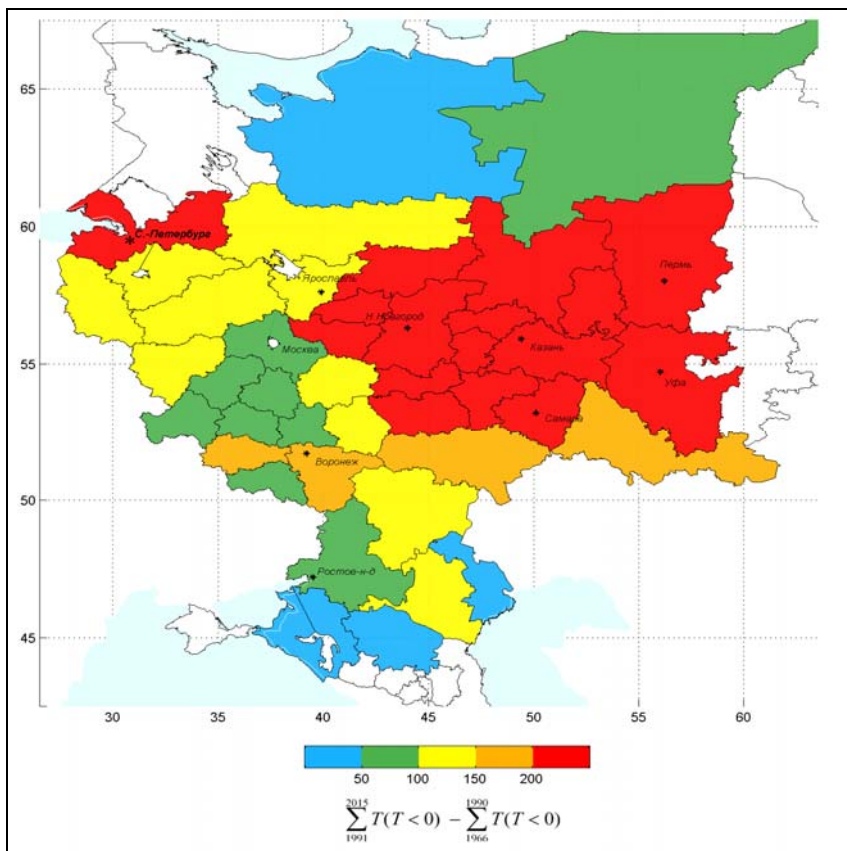 65
60
55
50
45
С.-Петербург
Ярославль
Пермь
Н.Новгород
Москва
Казань
Уфа
Самара
Воронеж
Ростов-н-Д
30 35 40 45 50 55 60
50 100 150 200
2015 1990
∑ T(T < 0) − ∑ T(T < 0)
1991 1966